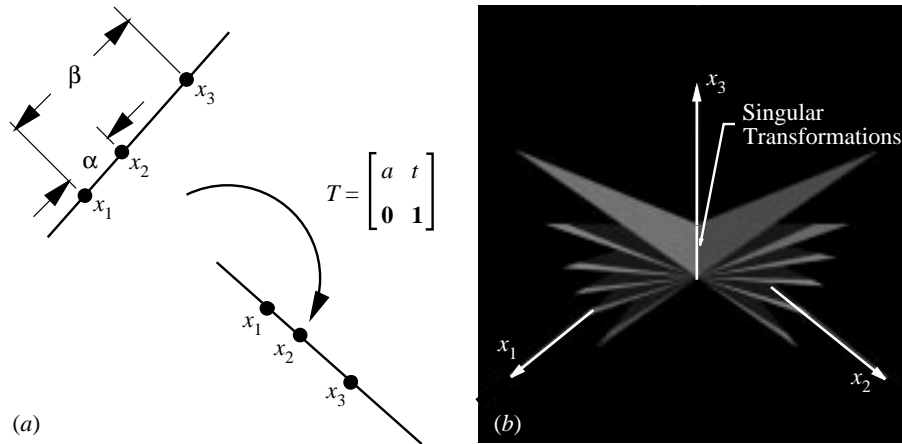 β
x3
x2
α
x1
T = [ a t
0 1 ]
x1
x2
x3
(a)
x3
Singular
Transformations
x1
x2
(b)